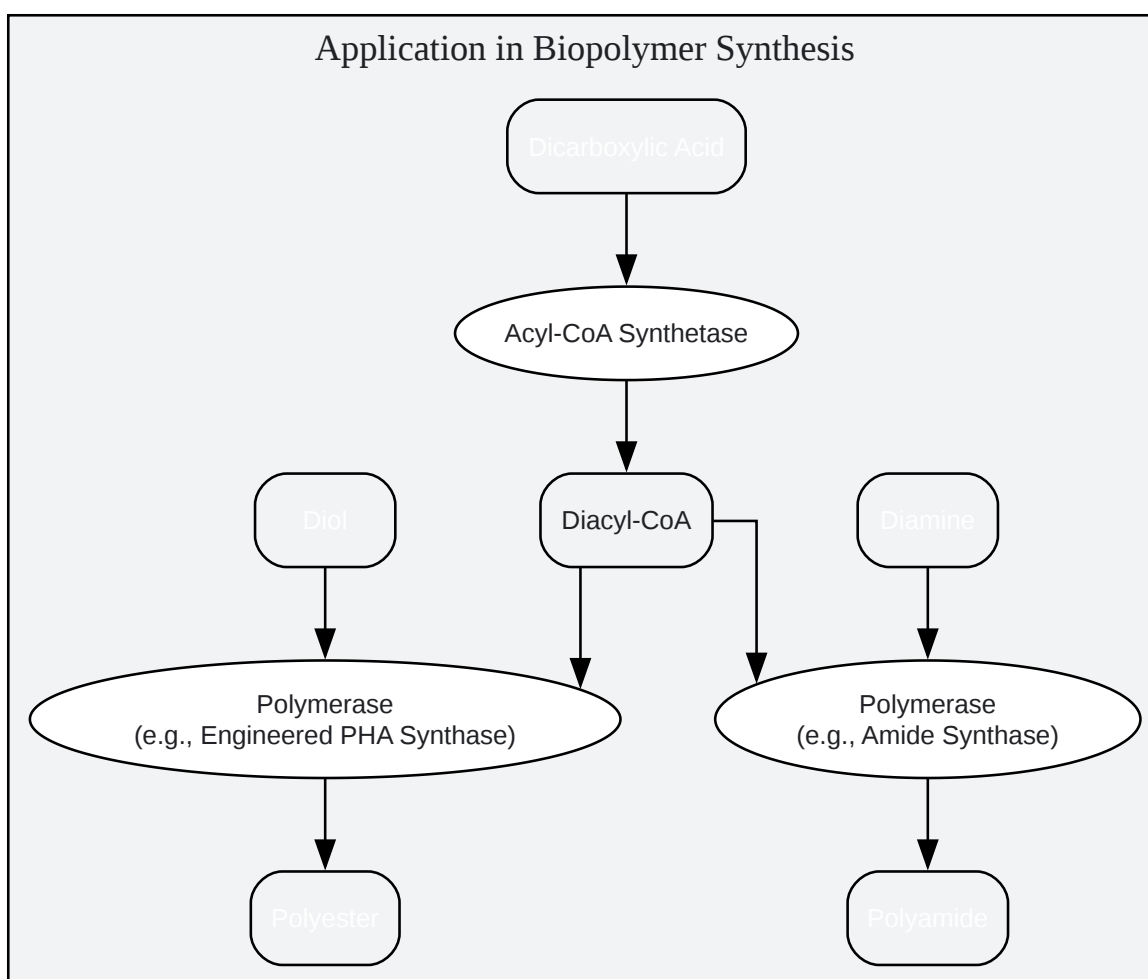 Application in Biopolymer Synthesis
Dicarboxylic Acid
Acyl-CoA Synthetase
Diol
Diacyl-CoA
Diamine
Polymerase
(e.g., Engineered PHA Synthase)
Polymerase
(e.g., Amide Synthase)
Polyester
Polyamide